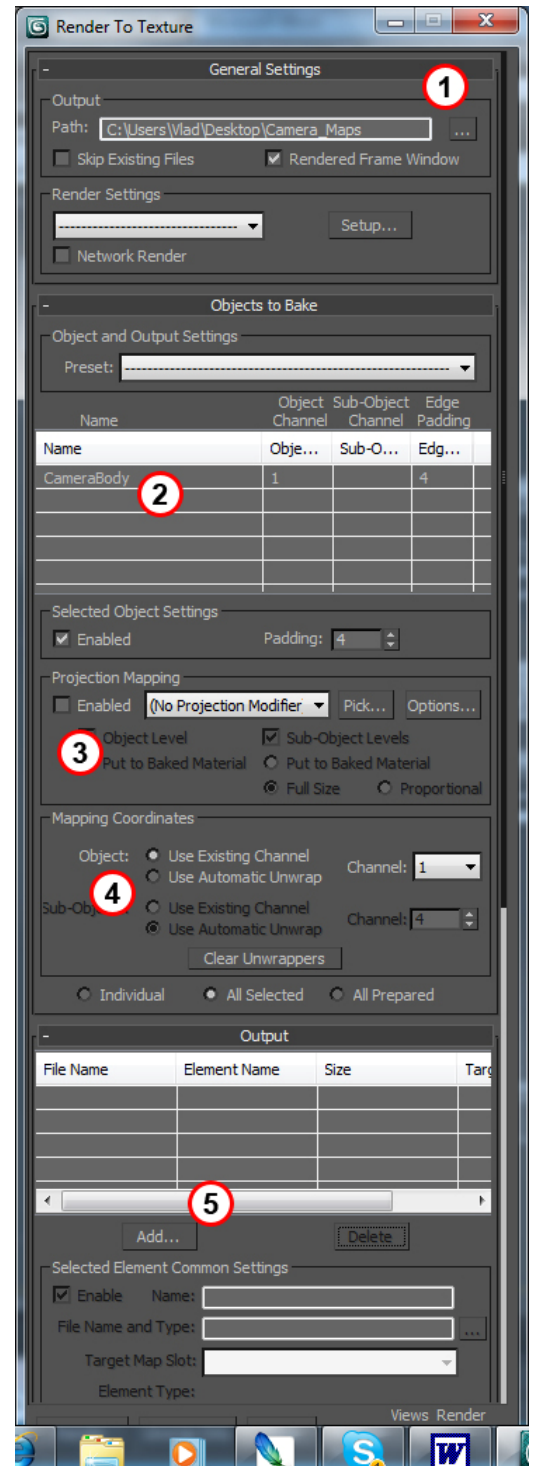 Render To Texture
- General Settings
1
Output
Path: C:\Users\Vlad\Desktop\Camera_Maps ...
Skip Existing Files Rendered Frame Window
Render Settings
--------------------------------- Setup...
Network Render
- Objects to Bake
Object and Output Settings
Preset: ------------------------------------------------------------
Object Sub-Object Edge
Name Channel Channel Padding
Name Obje... Sub-O... Edg...
CameraBody 1 4
2
Selected Object Settings
Enabled Padding: 4
Projection Mapping
Enabled (No Projection Modifier) Pick... Options...
Object Level Sub-Object Levels
3
Put to Baked Material Put to Baked Material
Full Size Proportional
Mapping Coordinates
Object: Use Existing Channel Channel: 1
Use Automatic Unwrap
4
Use Existing Channel Channel: 4
Use Automatic Unwrap
Clear Unwrappers
Individual All Selected All Prepared
- Output
File Name Element Name Size Targ
5
Add... Delete
Selected Element Common Settings
Enable Name:
File Name and Type: ...
Target Map Slot:
Element Type:
Views Render
S W